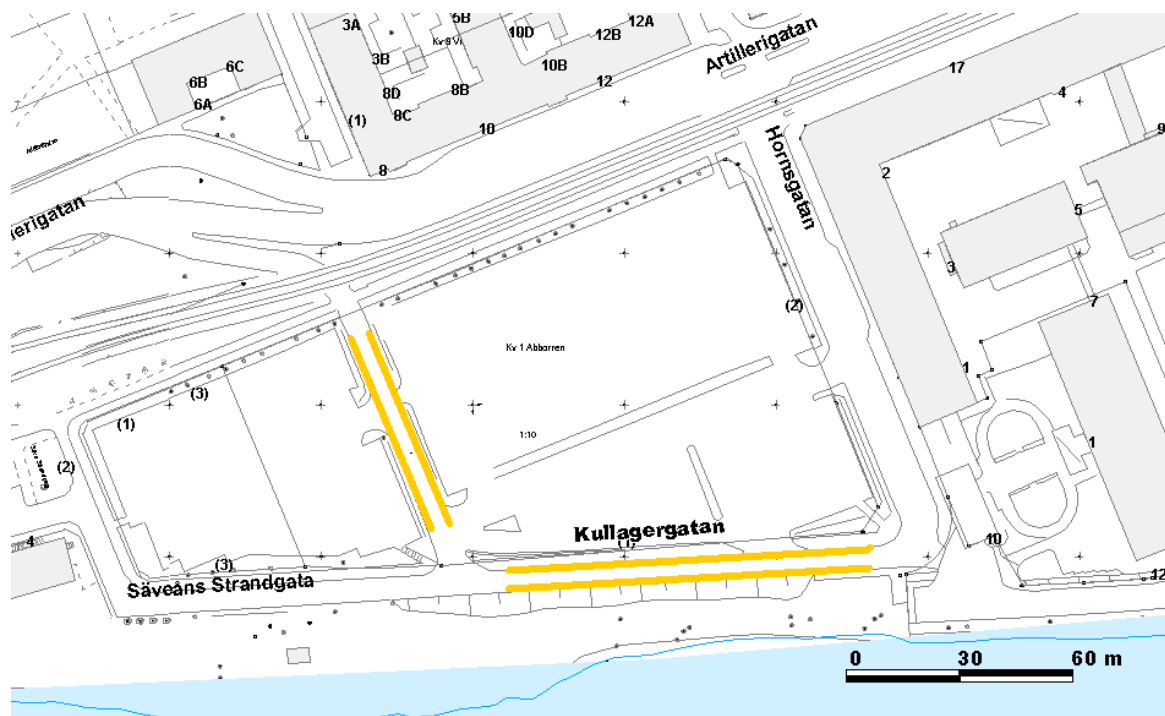 3A
5B
10D
12A
12B
Kv 9 Vi
3B
10B
6C
6B
6A
8D
8B
12
8C
(1)
10
8
Artillerigatan
17
4
9
Hornsgatan
2
5
3
7
(2)
Kv 1 Abborren
1:10
(3)
(1)
(2)
1
1
4
(3)
Säveåns Strandgata
Kullagergatan
(1)
10
12
0 30 60 m